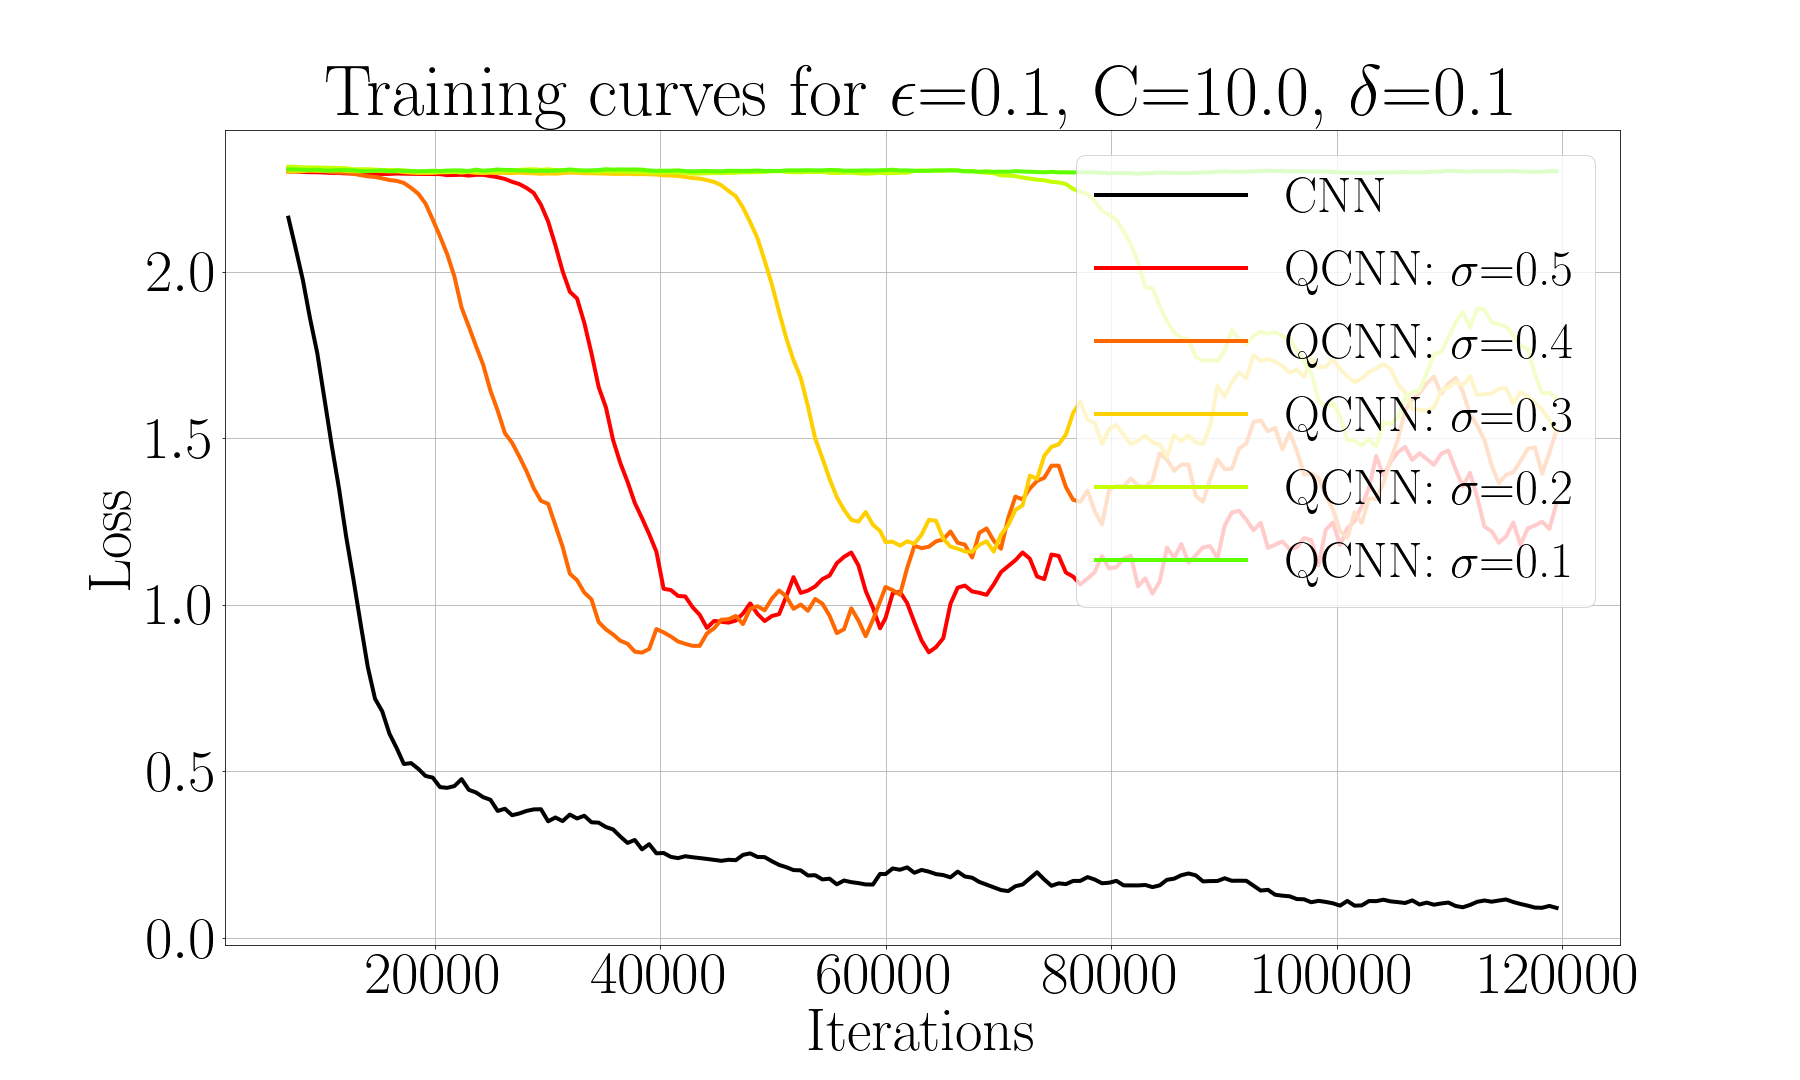 Training curves for ϵ=0.1, C=10.0, δ=0.1
CNN
QCNN: σ=0.5
QCNN: σ=0.4
QCNN: σ=0.3
QCNN: σ=0.2
QCNN: σ=0.1
Loss
2.0
1.5
1.0
0.5
0.0
20000 40000 60000 80000 100000 120000
Iterations